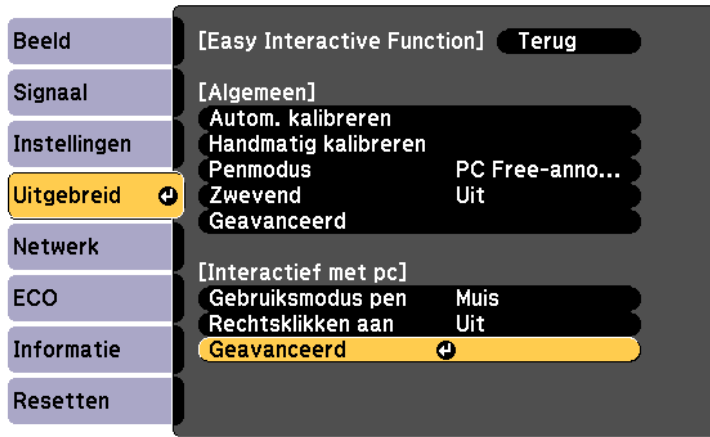 Beeld
Signaal
Instellingen
Uitgebreid
Netwerk
ECO
Informatie
Resetten
[Easy Interactive Function] Terug
[Algemeen]
Autom. kalibreren
Handmatig kalibreren
Penmodus PC Free-anno...
Zwevend Uit
Geavanceerd
[Interactief met pc]
Gebruiksmodus pen Muis
Rechtsklikken aan Uit
Geavanceerd